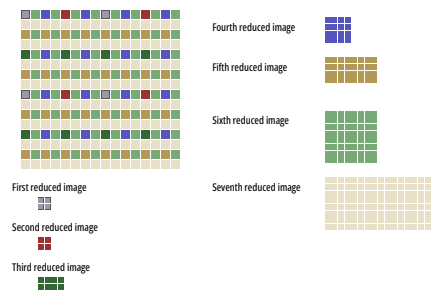 First reduced image
Second reduced image
Third reduced image
Fourth reduced image
Fifth reduced image
Sixth reduced image
Seventh reduced image